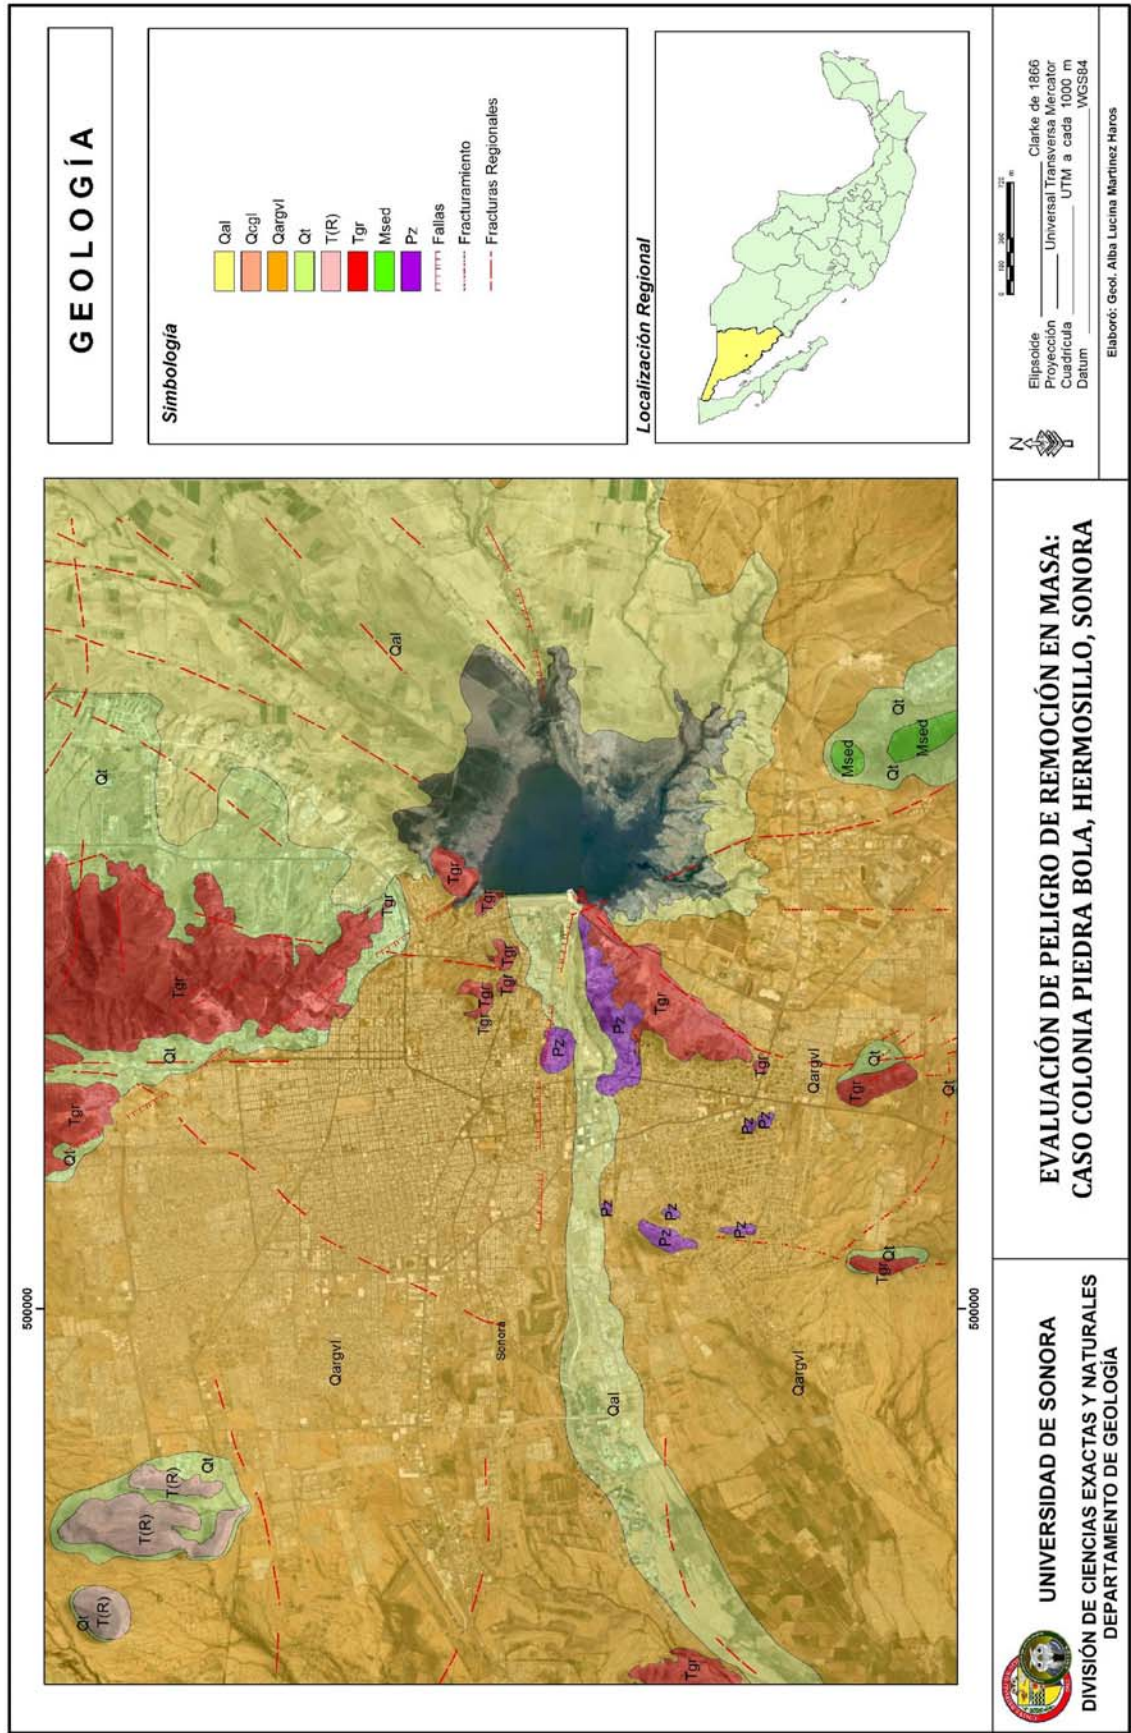 GEOLOGÍA
Simbología
Qal
Qcgl
Qargvl
Qt
T(R)
Tgr
Msed
Pz
Fallas
Fracturamiento
Fracturas Regionales
Localización Regional
500000
Qt
Tgr
Qt
T(R)
Qt
T(R)
T(R)
Qt
Qt
Tgr
Qargvl
Tgr
Qal
Tgr
Tgr
Tgr
Tgr
Sonora
Tgr
Tgr
Pz
Pz
Qal
Pz
Pz
Pz
Tgr
Tgr
Pz
Pz
Pz
Tgr
Qargvl
Qargvl
Tgr
Qt
Msed
Qt
Qt
Msed
Tgr
Qt
Qt
500000
UNIVERSIDAD DE SONORA
DIVISIÓN DE CIENCIAS EXACTAS Y NATURALES
DEPARTAMENTO DE GEOLOGÍA
EVALUACIÓN DE PELIGRO DE REMOCIÓN EN MASA:
CASO COLONIA PIEDRA BOLA, HERMOSILLO, SONORA
N
Elipsoide Clarke de 1866
Proyección Universal Transversa Mercator
Cuadrícula UTM a cada 1000 m
Datum WGS84
Elaboró: Geol. Alba Lucina Martínez Haros